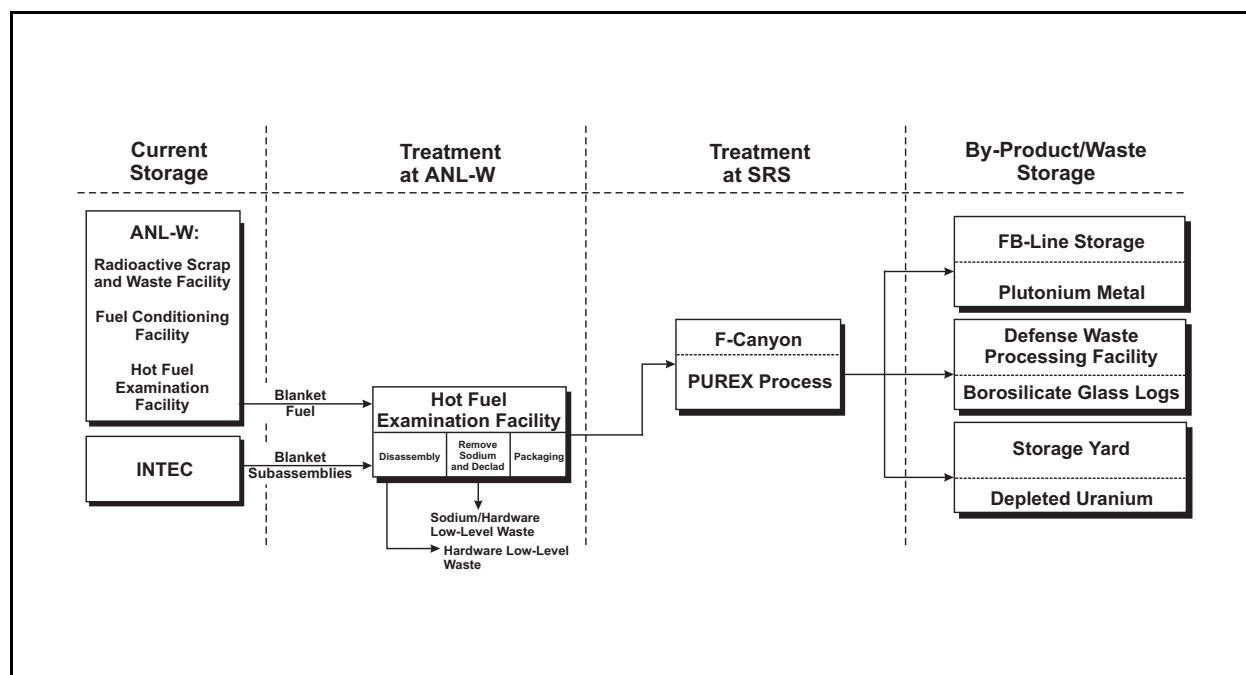 Current
Storage
Treatment
at ANL-W
Treatment
at SRS
By-Product/Waste
Storage
ANL-W:
Radioactive Scrap
and Waste Facility
Fuel Conditioning
Facility
Hot Fuel
Examination
Facility
INTEC
Blanket
Fuel
Blanket
Subassemblies
Hot Fuel
Examination Facility
Disassembly
Remove
Sodium
and Declad
Packaging
Sodium/Hardware
Low-Level Waste
Hardware Low-Level
Waste
F-Canyon
PUREX Process
FB-Line Storage
Plutonium Metal
Defense Waste
Processing Facility
Borosilicate Glass Logs
Storage Yard
Depleted Uranium